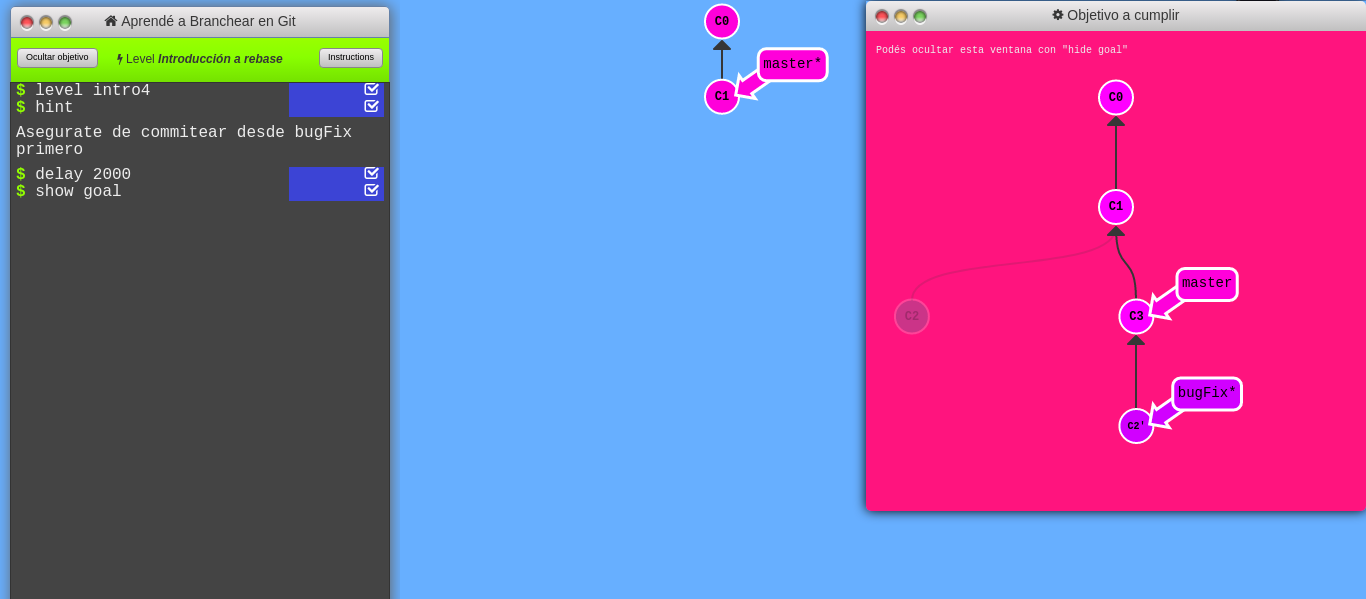 Aprendé a Branchear en Git
Ocultar objetivo
Level Introducción a rebase
Instructions
$ level intro4
$ hint
Asegurate de commitear desde bugFix
primero
$ delay 2000
$ show goal
C0
master*
C1
Objetivo a cumplir
Podés ocultar esta ventana con "hide goal"
C0
C1
C2
master
C3
bugFix*
C2'